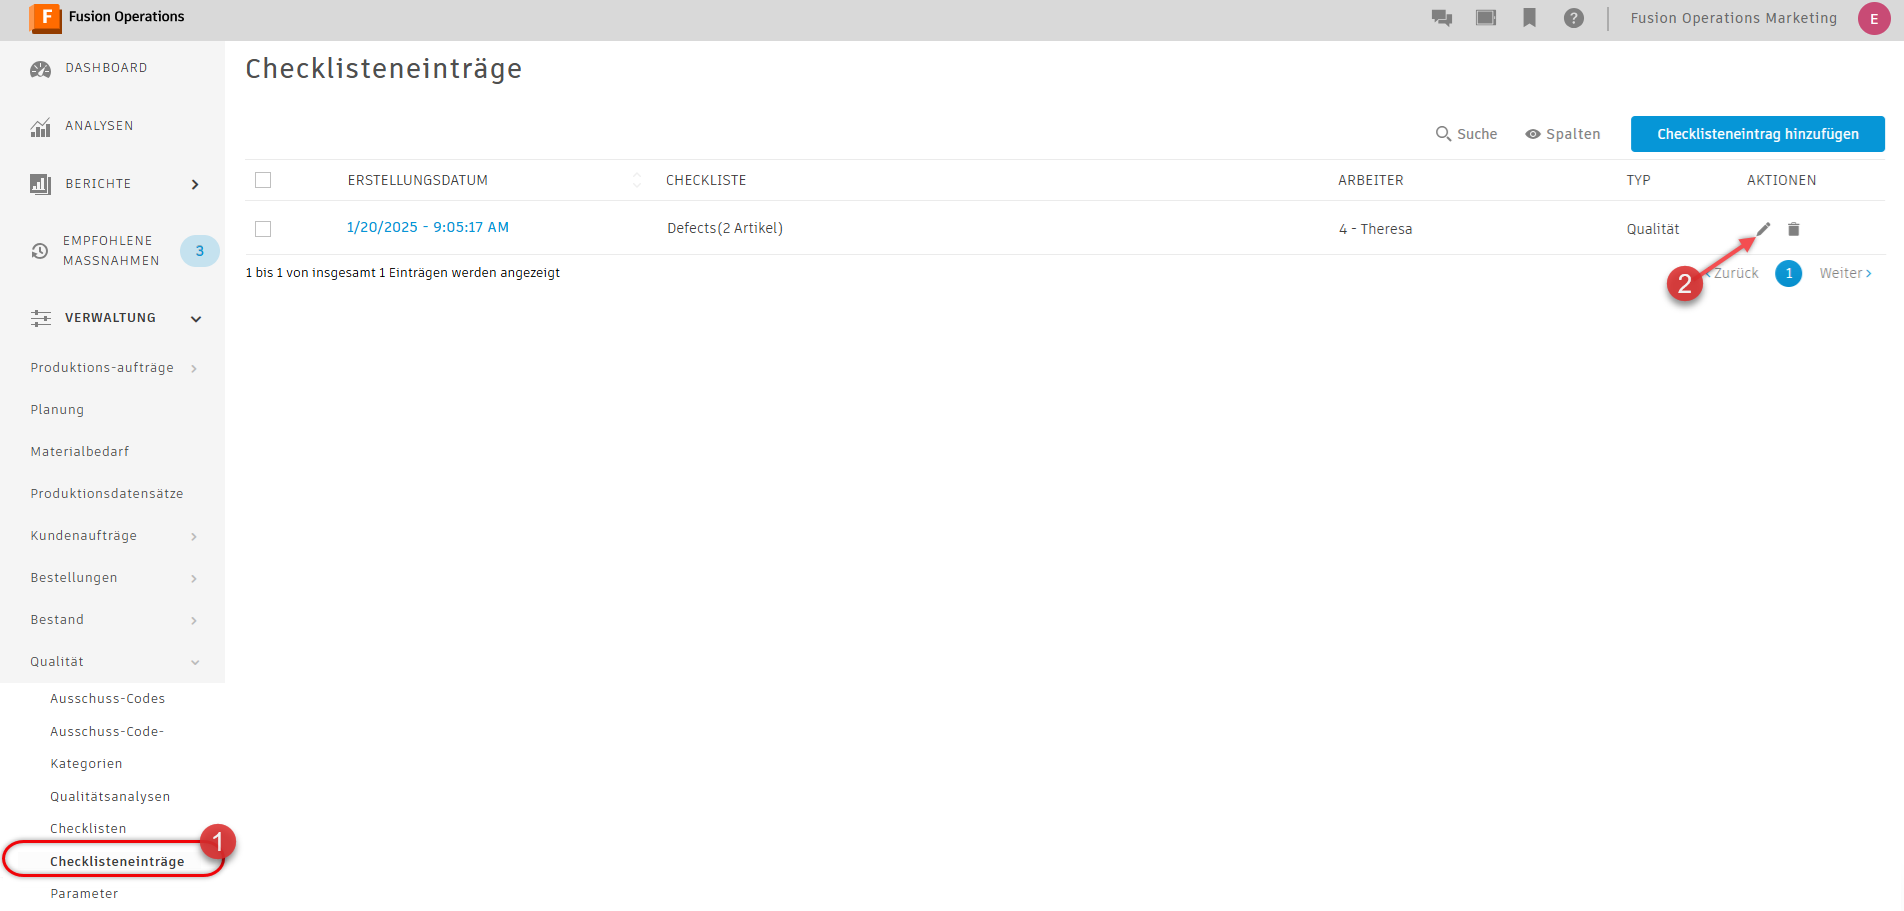 F Fusion Operations
Fusion Operations Marketing E
DASHBOARD
ANALYSEN
BERICHTE
EMPFOHLENE
MASSNAHMEN
3
VERWALTUNG
Produktions-aufträge
Planung
Materialbedarf
Produktionsdatensätze
Kundenaufträge
Bestellungen
Bestand
Qualität
Ausschuss-Codes
Ausschuss-Code-
Kategorien
Qualitätsanalysen
Checklisten
1
Checklisteneinträge
Parameter
Checklisteneinträge
Suche Spalten Checklisteneintrag hinzufügen
ERSTELLUNGSDATUM CHECKLISTE ARBEITER TYP AKTIONEN
1/20/2025 - 9:05:17 AM Defects(2 Artikel) 4 - Theresa Qualität
1 bis 1 von insgesamt 1 Einträgen werden angezeigt
2
Zurück 1 Weiter